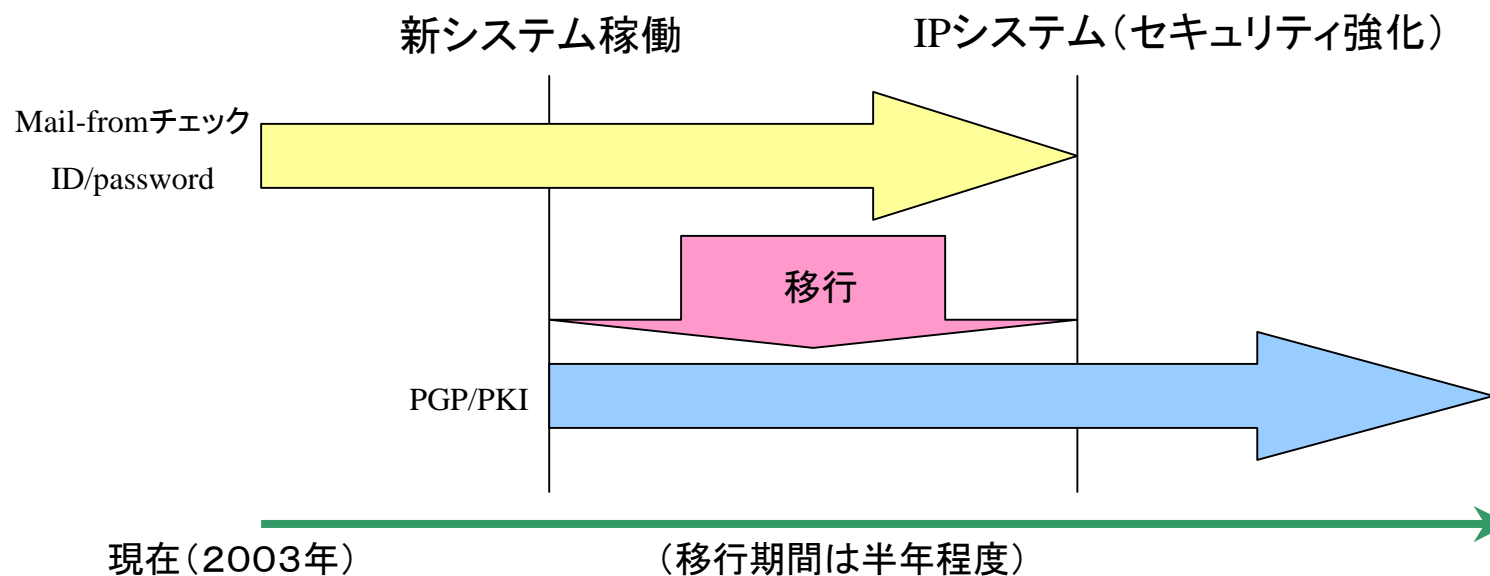 新システム稼働
IPシステム（セキュリティ強化）
Mail-fromチェック
ID/password
移行
PGP/PKI
現在（２００３年）
（移行期間は半年程度）